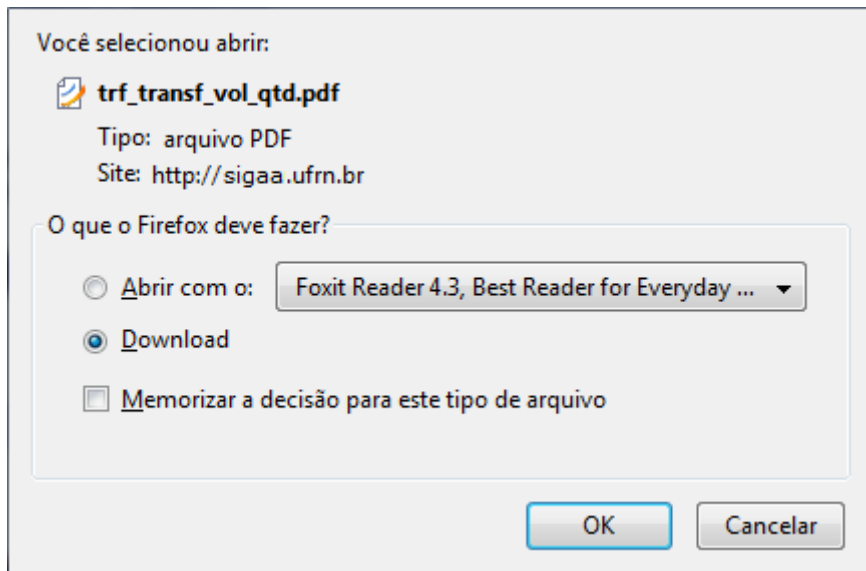 Você selecionou abrir:
trf_transf_vol_qtd.pdf
Tipo: arquivo PDF
Site: http://sigaa.ufrn.br
O que o Firefox deve fazer?
Abrir com o: Foxit Reader 4.3, Best Reader for Everyday ...
Download
Memorizar a decisão para este tipo de arquivo
OK Cancelar